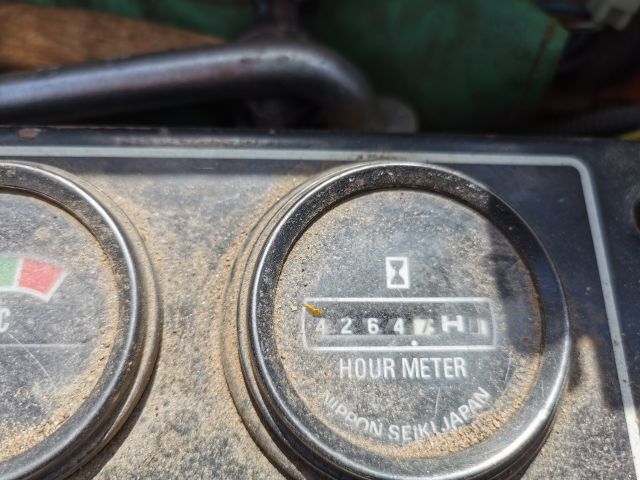 4264 H
HOUR METER
NIPPON SEIKI JAPAN
C